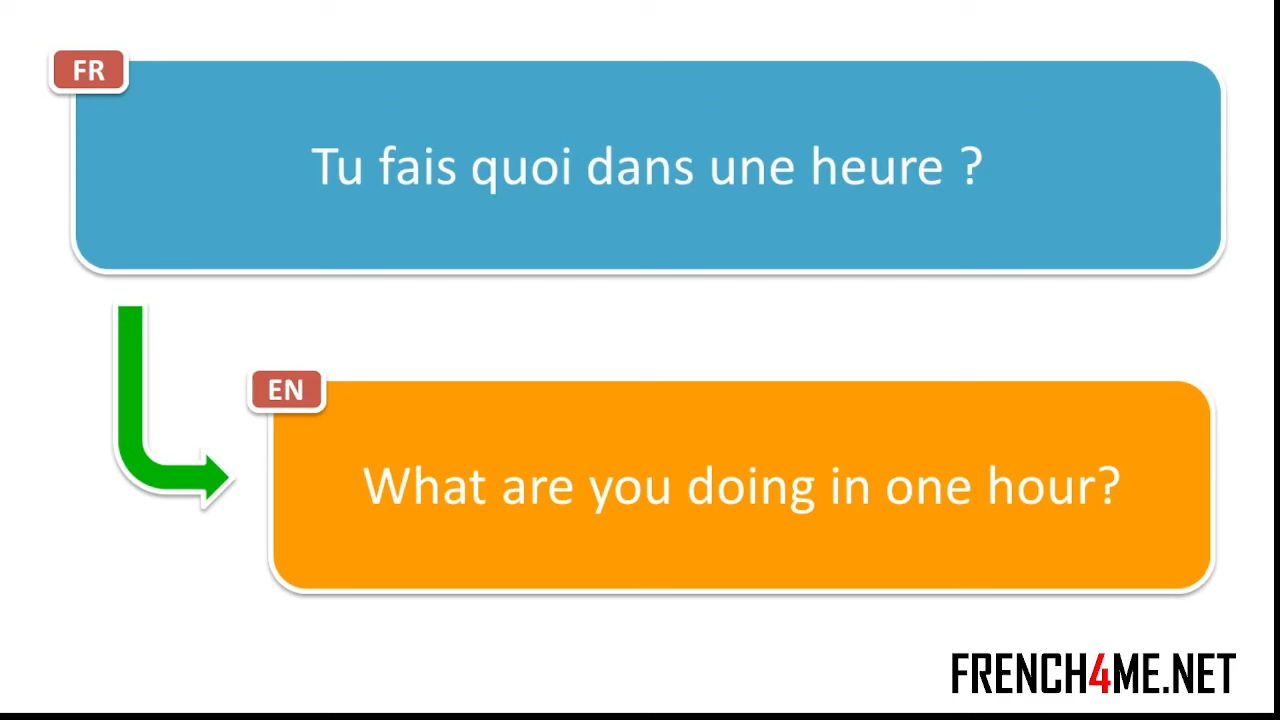 FR
Tu fais quoi dans une heure ?
EN
What are you doing in one hour?
FRENCH4ME.NET